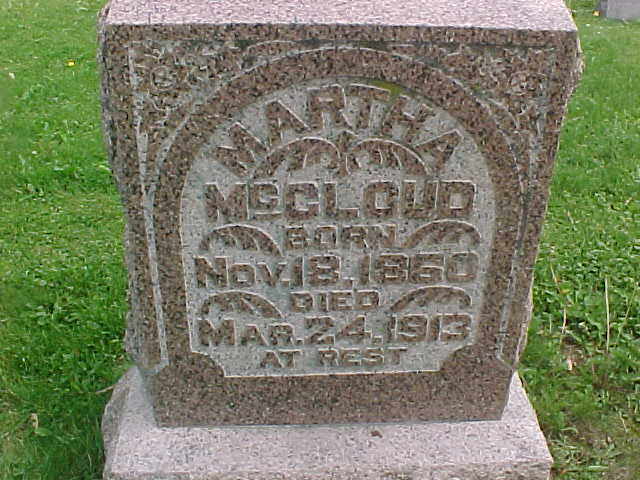 MARTHA
McCLOUD
BORN
Nov. 18, 1860
DIED
MAR. 24, 1913
AT REST